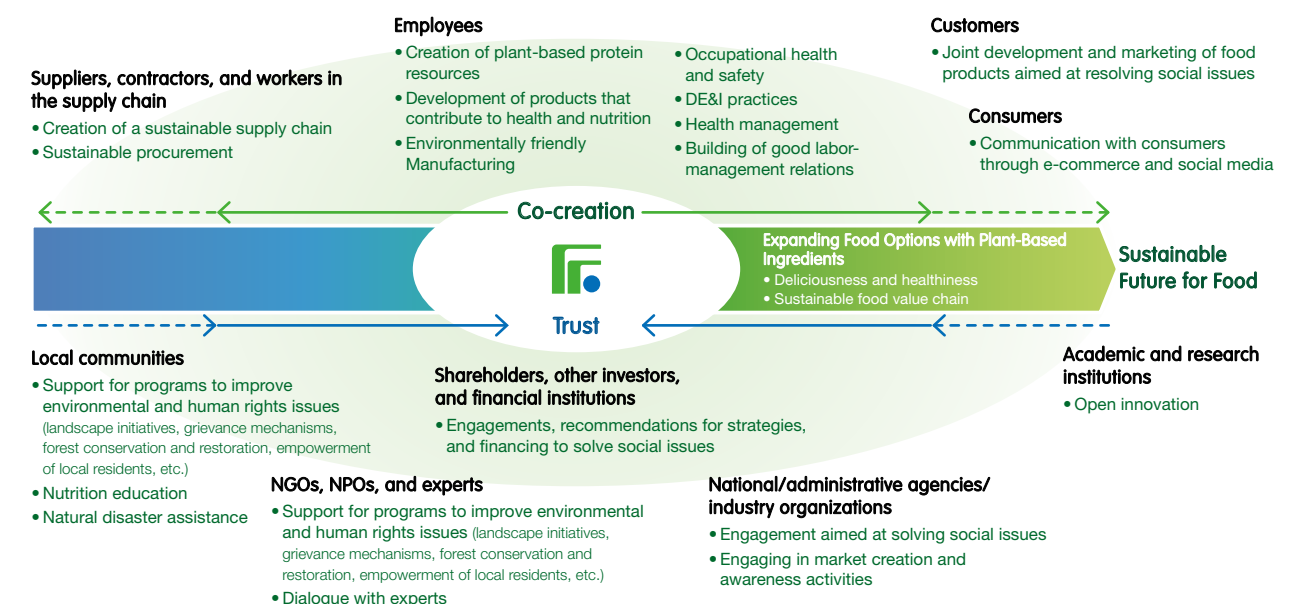 Suppliers, contractors, and workers in
the supply chain
• Creation of a sustainable supply chain
• Sustainable procurement
Employees
• Creation of plant-based protein
resources
• Development of products that
contribute to health and nutrition
• Environmentally friendly
Manufacturing
• Occupational health
and safety
• DE&I practices
• Health management
• Building of good labor-
management relations
Customers
• Joint development and marketing of food
products aimed at resolving social issues
Consumers
• Communication with consumers
through e-commerce and social media
Co-creation
Trust
Expanding Food Options with Plant-Based
Ingredients
• Deliciousness and healthiness
• Sustainable food value chain
Sustainable
Future for Food
Local communities
• Support for programs to improve
environmental and human rights issues
(landscape initiatives, grievance mechanisms,
forest conservation and restoration, empowerment
of local residents, etc.)
• Nutrition education
• Natural disaster assistance
Shareholders, other investors,
and financial institutions
• Engagements, recommendations for strategies,
and financing to solve social issues
Academic and research
institutions
• Open innovation
NGOs, NPOs, and experts
• Support for programs to improve environmental
and human rights issues (landscape initiatives,
grievance mechanisms, forest conservation and
restoration, empowerment of local residents, etc.)
• Dialogue with experts
National/administrative agencies/
industry organizations
• Engagement aimed at solving social issues
• Engaging in market creation and
awareness activities